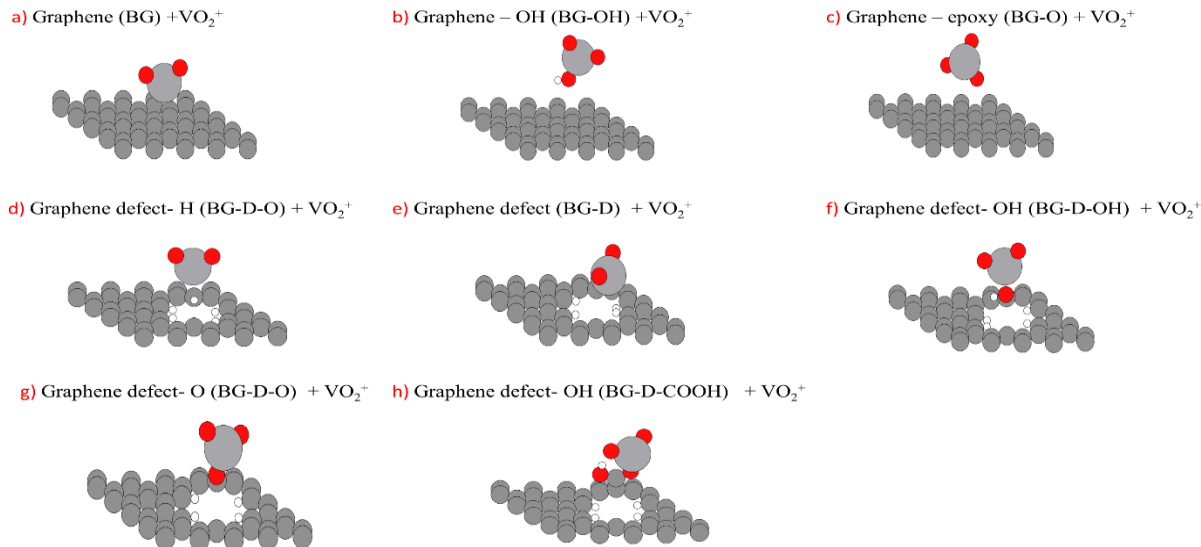 a) Graphene (BG) +VO₂⁺
b) Graphene – OH (BG-OH) +VO₂⁺
c) Graphene – epoxy (BG-O) + VO₂⁺
d) Graphene defect- H (BG-D-O) + VO₂⁺
e) Graphene defect (BG-D) + VO₂⁺
f) Graphene defect- OH (BG-D-OH) + VO₂⁺
g) Graphene defect- O (BG-D-O) + VO₂⁺
h) Graphene defect- OH (BG-D-COOH) + VO₂⁺